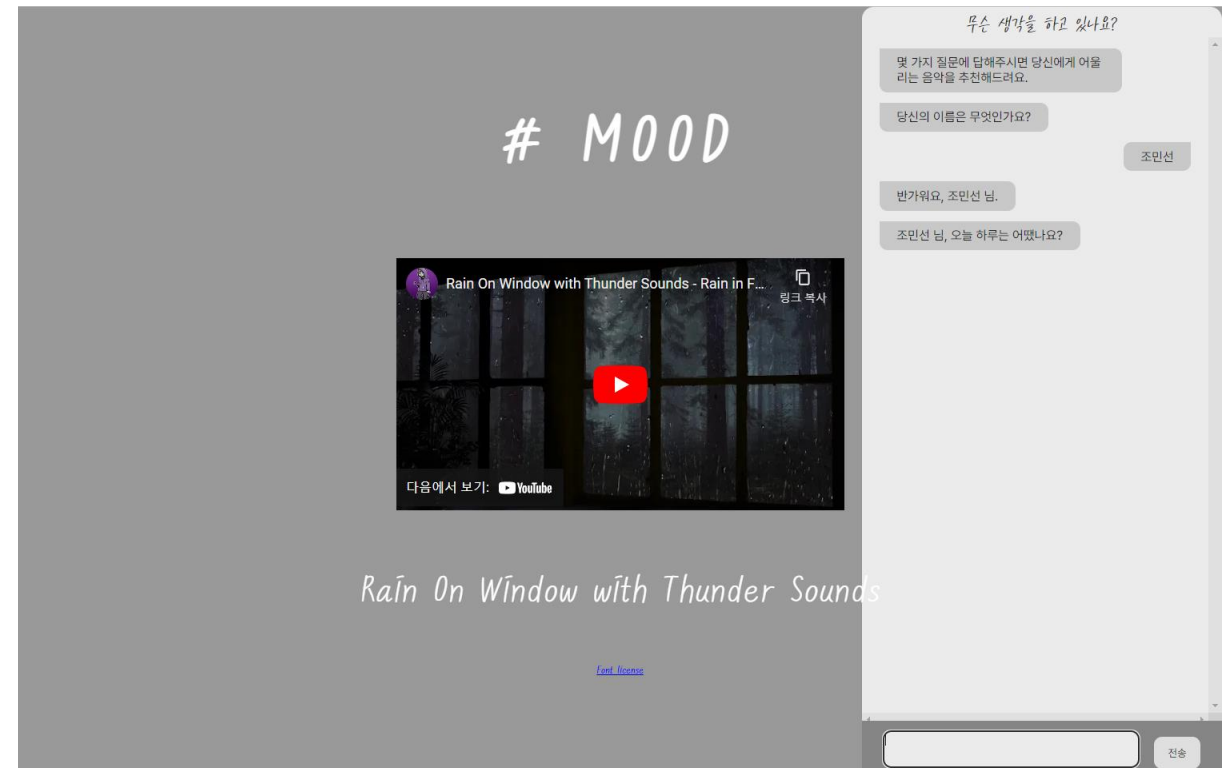 # MOOD
Rain On Window with Thunder Sounds - Rain in F...
링크 복사
다음에서 보기: YouTube
Rain On Window with Thunder Sounds
Font license
무슨 생각을 하고 있나요?
몇 가지 질문에 답해주시면 당신에게 어울
리는 음악을 추천해드려요.
당신의 이름은 무엇인가요?
조민선
반가워요, 조민선 님.
조민선 님, 오늘 하루는 어땠나요?
전송